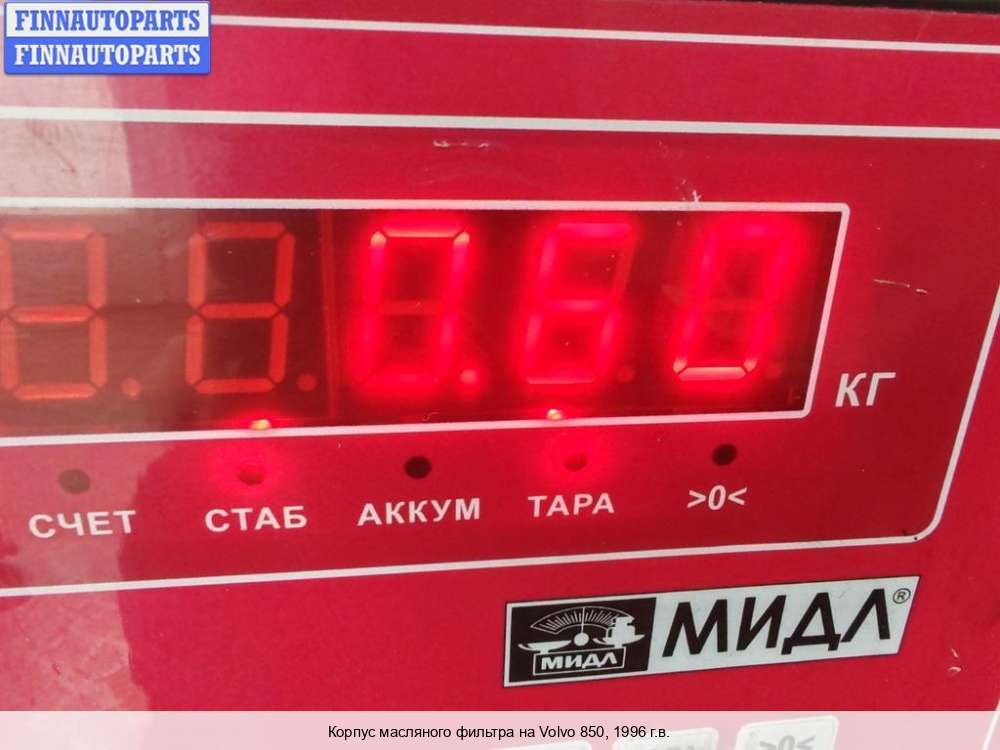 FINNAUTOPARTS
FINNAUTOPARTS
0.60
КГ
СЧЕТ СТАБ АККУМ ТАРА >0<
МИДЛ МИДЛ®
>0<
Корпус масляного фильтра на Volvo 850, 1996 г.в.